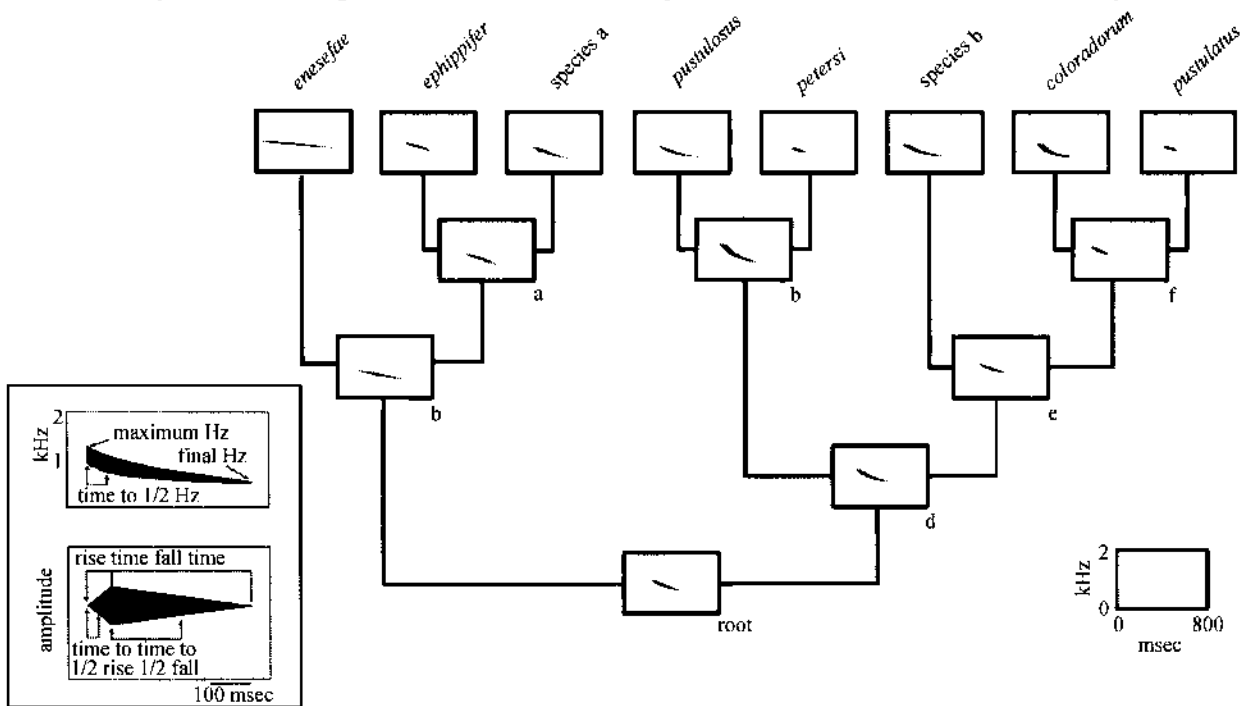 enesefae
ephippifer
species a
pustulosus
petersi
species b
coloradorum
pustulatus
a
b
f
b
e
d
root
2
kHz
1
maximum Hz
final Hz
time to 1/2 Hz
rise time fall time
amplitude
time to time to
1/2 rise 1/2 fall
100 msec
2
kHz
0
0 800
msec